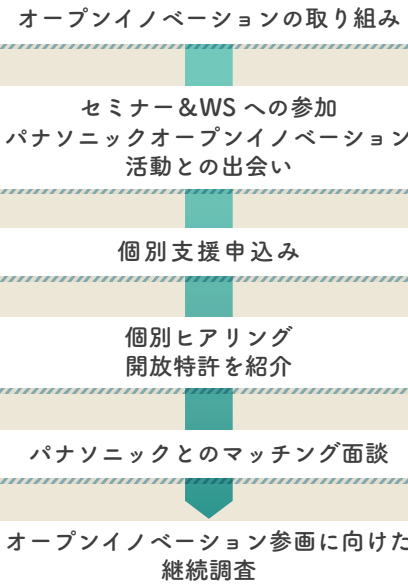 オープンイノベーションの取り組み
セミナー&WSへの参加
パナソニックオープンイノベーション
活動との出会い
個別支援申込み
個別ヒアリング
開放特許を紹介
パナソニックとのマッチング面談
オープンイノベーション参画に向けた
継続調査